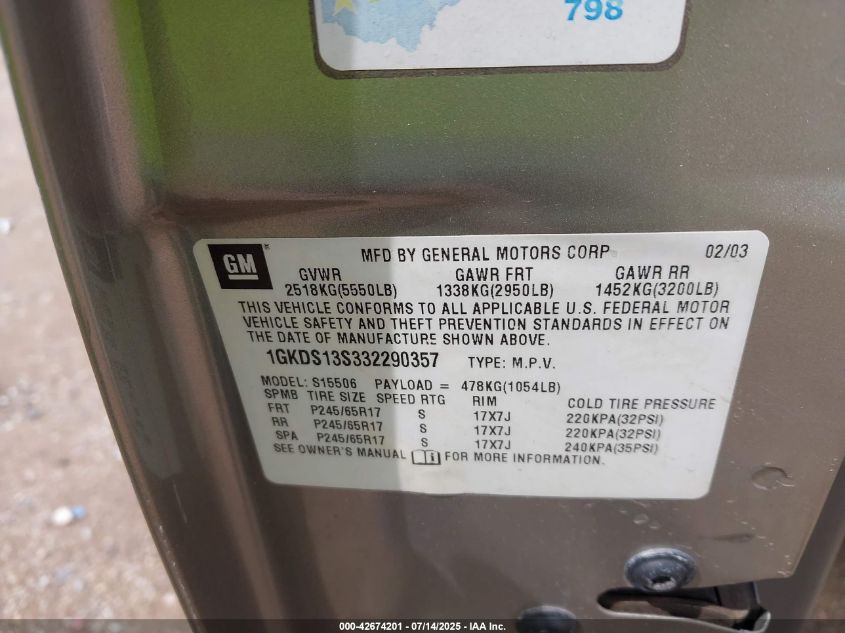 798
GM
MFD BY GENERAL MOTORS CORP 02/03
GVWR GAWR FRT GAWR RR
2518KG(5550LB) 1338KG(2950LB) 1452KG(3200LB)
THIS VEHICLE CONFORMS TO ALL APPLICABLE U.S. FEDERAL MOTOR
VEHICLE SAFETY AND THEFT PREVENTION STANDARDS IN EFFECT ON
THE DATE OF MANUFACTURE SHOWN ABOVE.
1GKDS13S332290357 TYPE: M.P.V.
MODEL: S15506 PAYLOAD = 478KG(1054LB)
SPMB TIRE SIZE SPEED RTG RIM COLD TIRE PRESSURE
FRT P245/65R17 S 17X7J 220KPA(32PSI)
RR P245/65R17 S 17X7J 220KPA(32PSI)
SPA P245/65R17 S 17X7J 240KPA(35PSI)
SEE OWNER'S MANUAL FOR MORE INFORMATION.
000-42674201 - 07/14/2025 - IAA Inc.